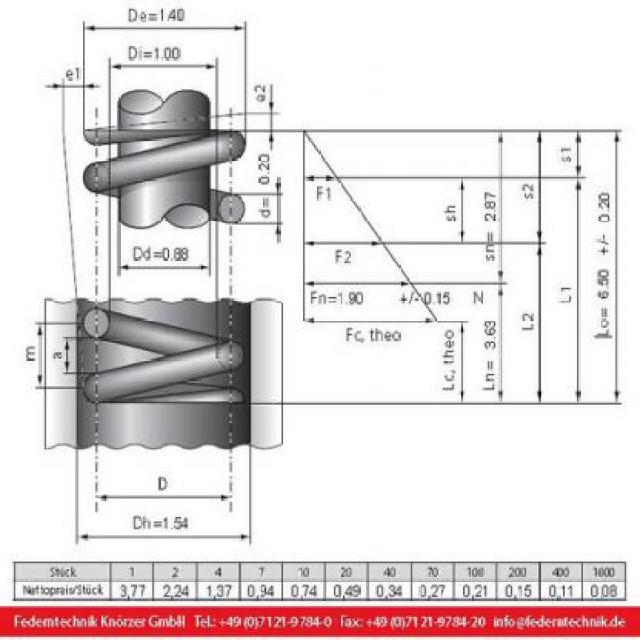 De=1.40
Di=1.00
e1
e2
d= 0.20
Dd=0.88
F1
s1
sh
s2
sn= 2.87
F2
Fn=1.90 +/-0.15 N
Fc, theo
Lc, theo
Ln= 3.63
L2
L1
Lo= 6.50 +/- 0.20
m
a
D
Dh=1.54
Stück 1 2 4 7 10 20 40 70 100 200 400 1000
Nettopreis/Stück 3,77 2,24 1,37 0,94 0,74 0,49 0,34 0,27 0,21 0,15 0,11 0,08
Federntechnik Knörzer GmbH Tel.: +49 (0)7121-9784-0 Fax: +49 (0)7121-9784-20 info@federntechnik.de